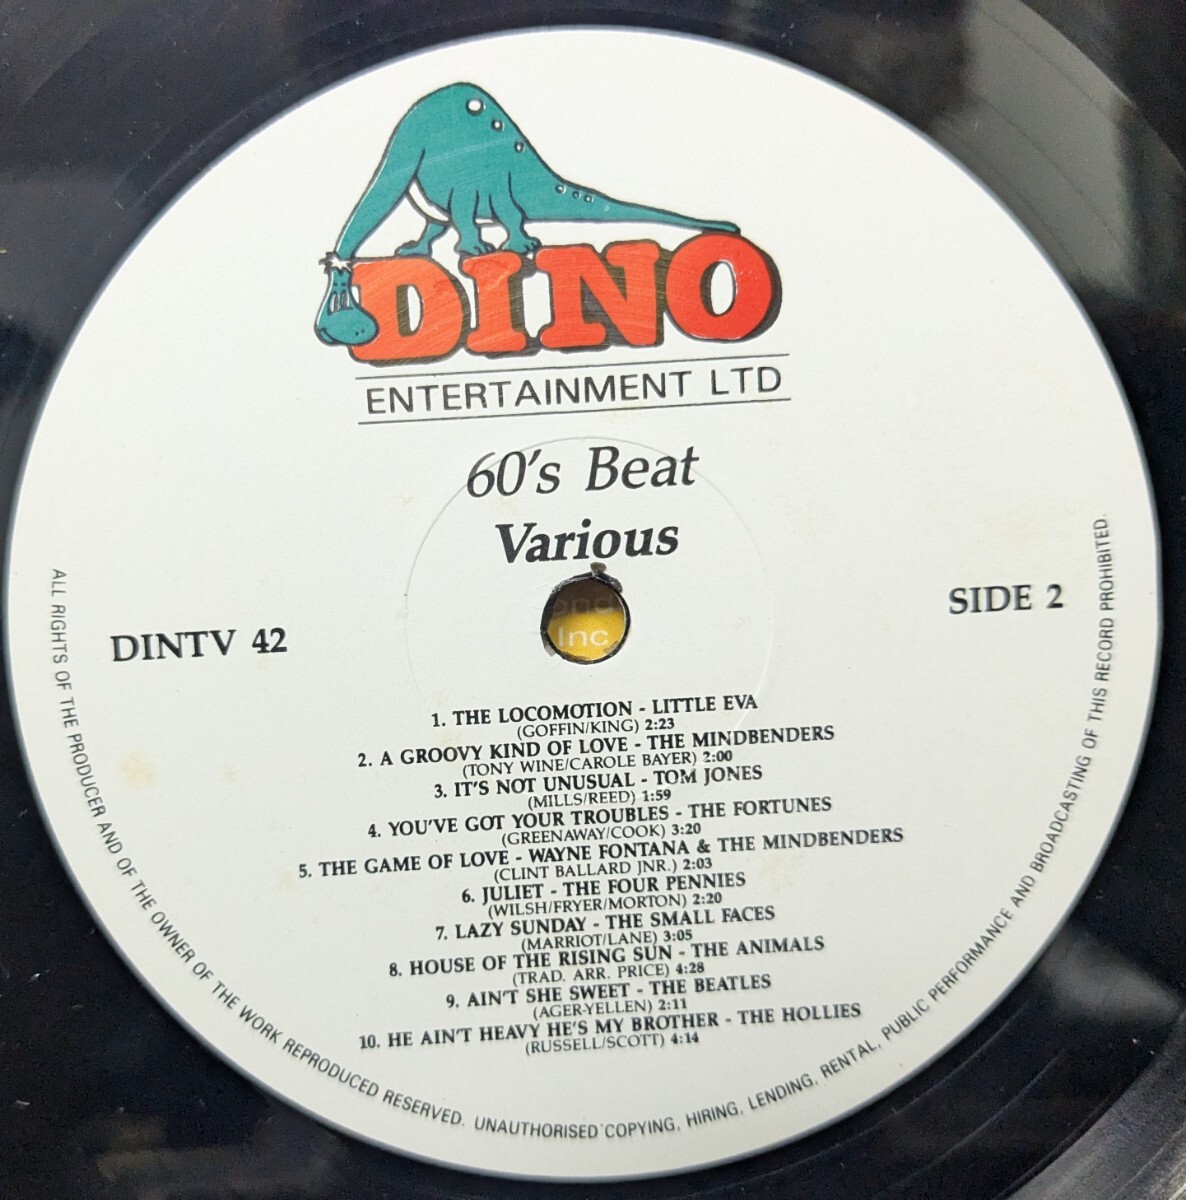 DINO
ENTERTAINMENT LTD
60's Beat
Various
DINTV 42
SIDE 2
Inc
1. THE LOCOMOTION - LITTLE EVA
(GOFFIN/KING) 2:23
2. A GROOVY KIND OF LOVE - THE MINDBENDERS
(TONY WINE/CAROLE BAYER) 2:00
3. IT'S NOT UNUSUAL - TOM JONES
(MILLS/REED) 1:59
4. YOU'VE GOT YOUR TROUBLES - THE FORTUNES
(GREENAWAY/COOK) 3:20
5. THE GAME OF LOVE - WAYNE FONTANA & THE MINDBENDERS
(CLINT BALLARD JNR.) 2:03
6. JULIET - THE FOUR PENNIES
(WILSH/FRYER/MORTON) 2:20
7. LAZY SUNDAY - THE SMALL FACES
(MARRIOT/LANE) 3:05
8. HOUSE OF THE RISING SUN - THE ANIMALS
(TRAD. ARR. PRICE) 4:28
9. AIN'T SHE SWEET - THE BEATLES
(AGER-YELLEN) 2:11
10. HE AIN'T HEAVY HE'S MY BROTHER - THE HOLLIES
(RUSSELL/SCOTT) 4:14
ALL RIGHTS OF THE PRODUCER AND OF THE OWNER OF THE WORK REPRODUCED RESERVED. UNAUTHORISED COPYING, HIRING, LENDING, RENTAL, PUBLIC PERFORMANCE AND BROADCASTING OF THIS RECORD PROHIBITED.